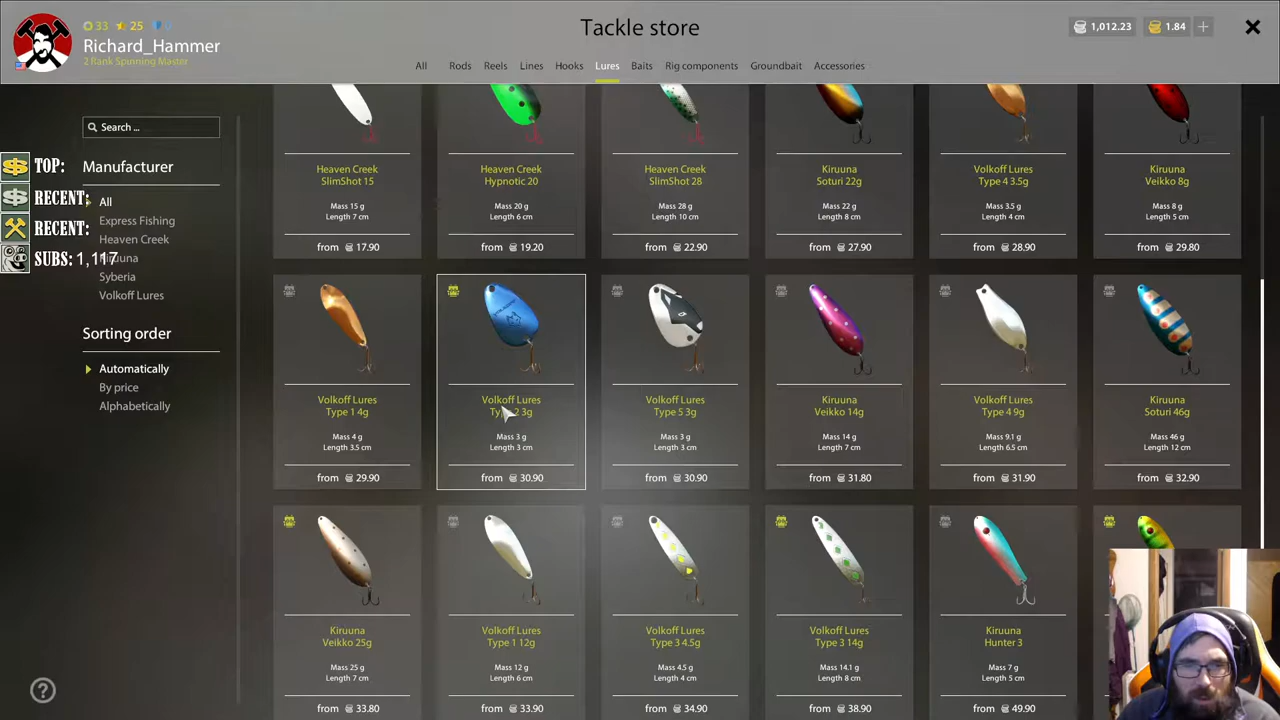 33 25 0
Richard_Hammer
2 Rank Spinning Master
Tackle store
1,012.23 1.84 +
All Rods Reels Lines Hooks Lures Baits Rig components Groundbait Accessories
Search ...
TOP:
RECENT:
RECENT:
SUBS: 1,117
Manufacturer
All
Express Fishing
Heaven Creek
Syberia
Volkoff Lures
Sorting order
Automatically
By price
Alphabetically
Heaven Creek
SlimShot 15
Mass 15 g
Length 7 cm
from 17.90
Heaven Creek
Hypnotic 20
Mass 20 g
Length 6 cm
from 19.20
Heaven Creek
SlimShot 28
Mass 28 g
Length 10 cm
from 22.90
Kiruuna
Soturi 22g
Mass 22 g
Length 8 cm
from 27.90
Volkoff Lures
Type 4 3.5g
Mass 3.5 g
Length 4 cm
from 28.90
Kiruuna
Veikko 8g
Mass 8 g
Length 5 cm
from 29.80
Volkoff Lures
Type 1 4g
Mass 4 g
Length 3.5 cm
from 29.90
Volkoff Lures
Type 2 3g
Mass 3 g
Length 3 cm
from 30.90
Volkoff Lures
Type 5 3g
Mass 3 g
Length 3 cm
from 30.90
Kiruuna
Veikko 14g
Mass 14 g
Length 7 cm
from 31.80
Volkoff Lures
Type 4 9g
Mass 9.1 g
Length 6.5 cm
from 31.90
Kiruuna
Soturi 46g
Mass 46 g
Length 12 cm
from 32.90
Kiruuna
Veikko 25g
Mass 25 g
Length 7 cm
from 33.80
Volkoff Lures
Type 1 12g
Mass 12 g
Length 6 cm
from 33.90
Volkoff Lures
Type 3 4.5g
Mass 4.5 g
Length 4 cm
from 34.90
Volkoff Lures
Type 3 14g
Mass 14.1 g
Length 8 cm
from 38.90
Kiruuna
Hunter 3
Mass 7 g
Length 5 cm
from 49.90
?